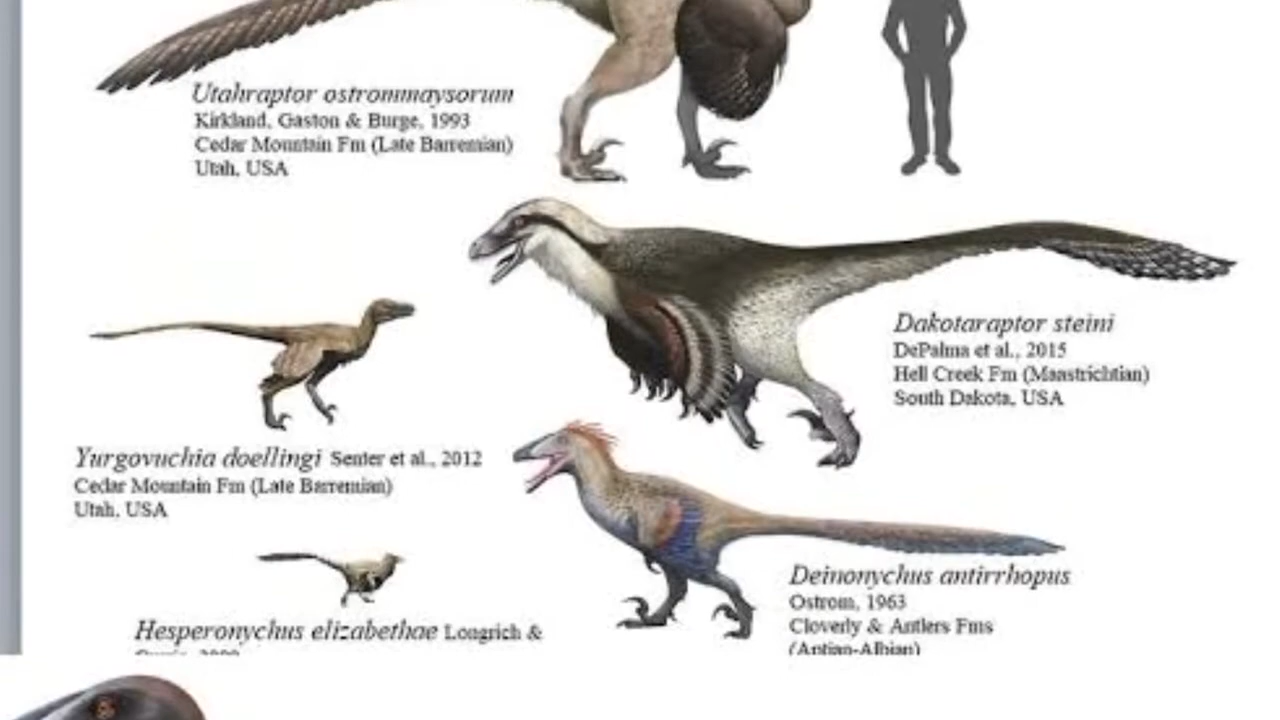 Utahraptor ostrommaysorum
Kirkland, Gaston & Burge, 1993
Cedar Mountain Fm (Late Barremian)
Utah, USA
Dakotaraptor steini
DePalma et al., 2015
Hell Creek Fm (Maastrichtian)
South Dakota, USA
Yurgovuchia doellingi Senter et al., 2012
Cedar Mountain Fm (Late Barremian)
Utah, USA
Deinonychus antirrhopus
Ostrom, 1963
Cloverly & Antlers Fms
(Aptian-Albian)
Hesperonychus elizabethae Longrich &